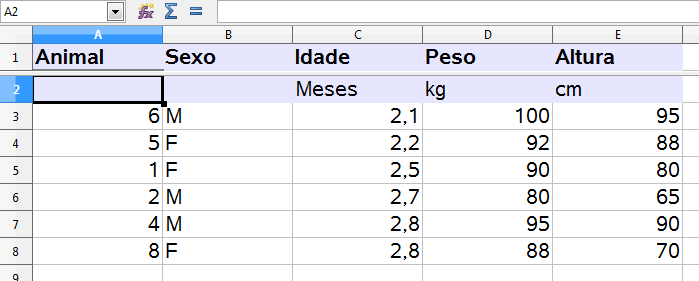 A2
A B C D E
1 Animal Sexo Idade Peso Altura
2 Meses kg cm
3 6 M 2,1 100 95
4 5 F 2,2 92 88
5 1 F 2,5 90 80
6 2 M 2,7 80 65
7 4 M 2,8 95 90
8 8 F 2,8 88 70
9